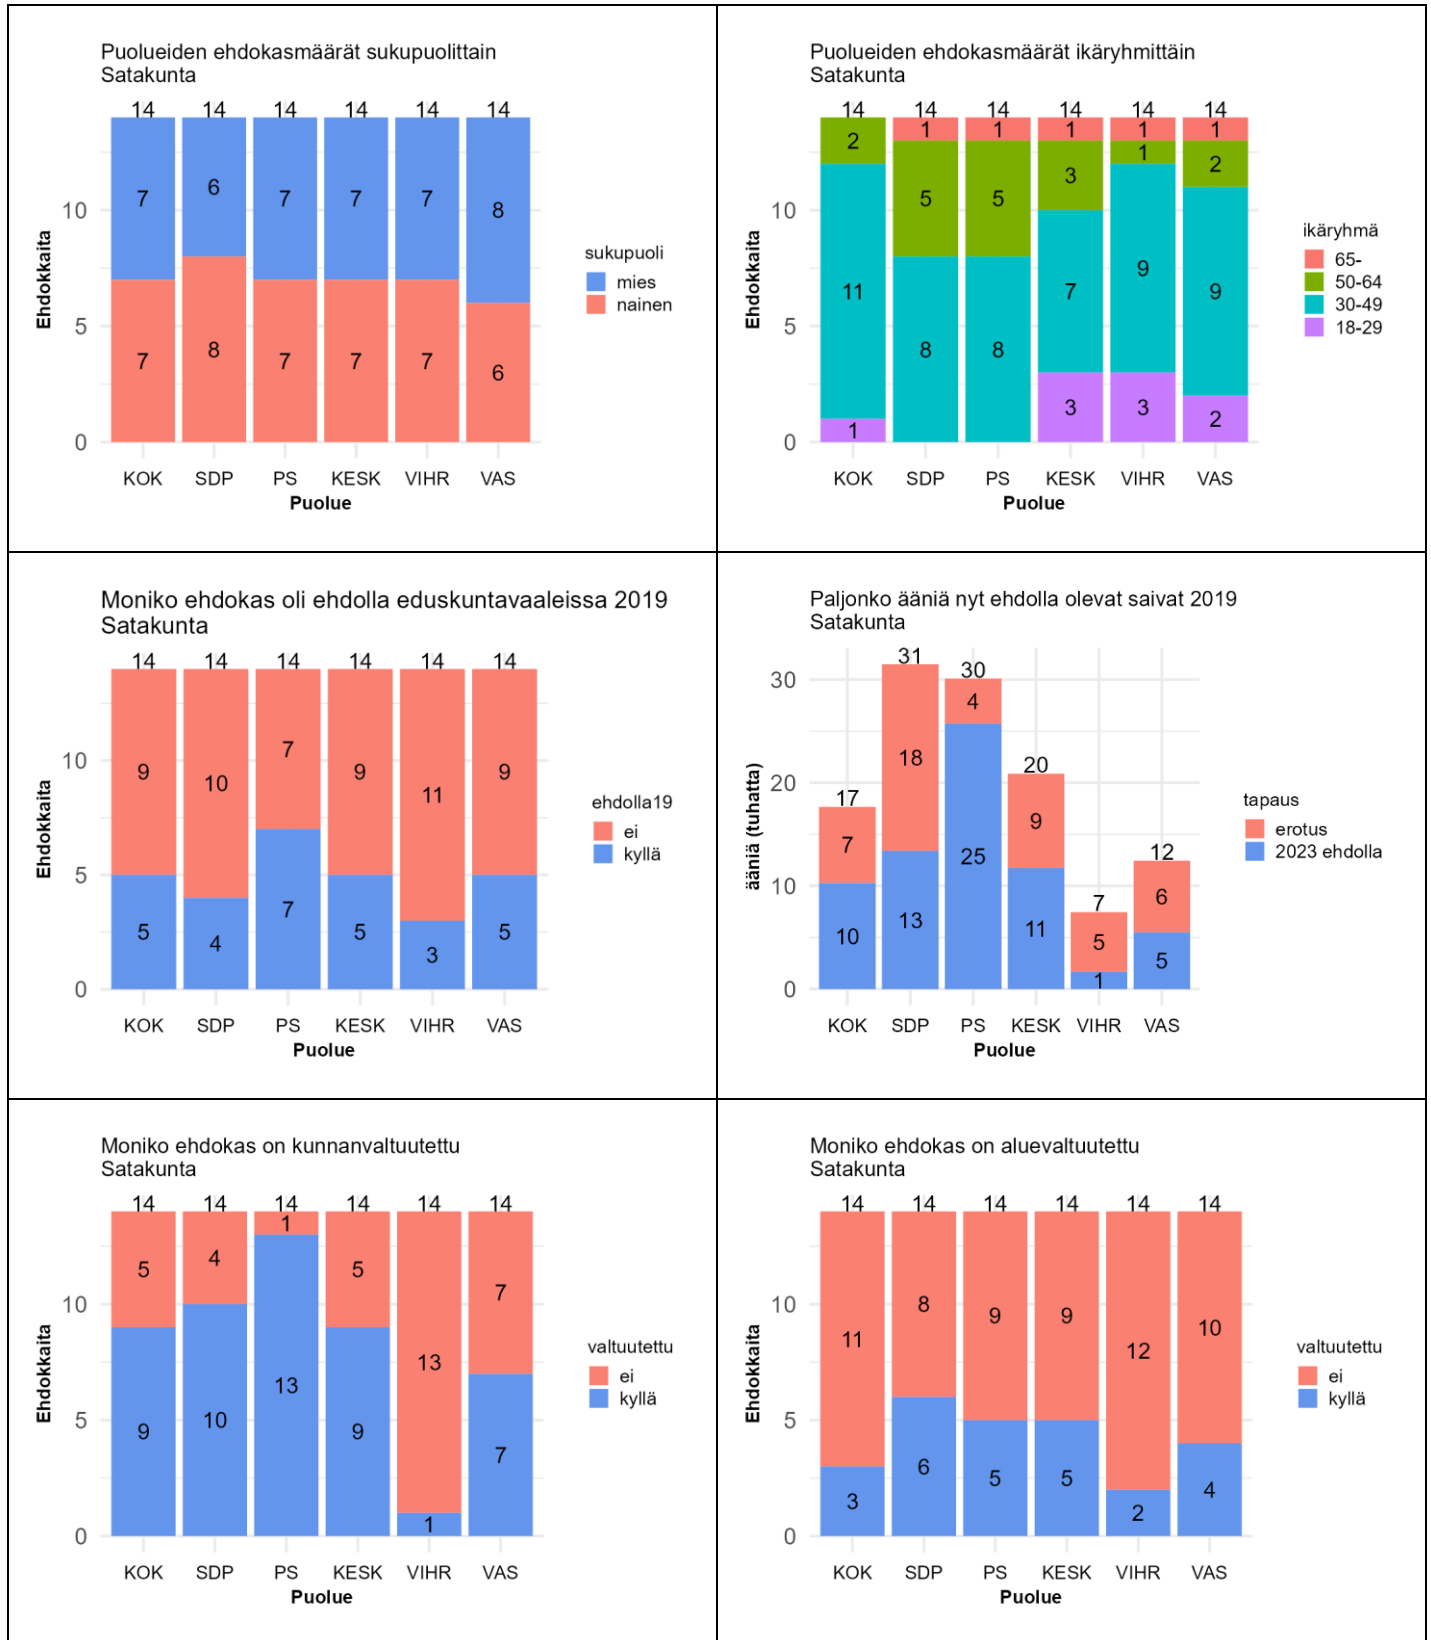 Puolueiden ehdokasmäärät sukupuolittain
Satakunta
14 14 14 14 14 14
7 6 7 7 7 8
7 8 7 7 7 6
10
5
0
Ehdokkaita
KOK SDP PS KESK VIHR VAS
Puolue
sukupuoli
mies
nainen
Puolueiden ehdokasmäärät ikäryhmittäin
Satakunta
14 14 14 14 14 14
1 1 1 1 1
2 5 5 3 1 2
11 8 8 7 9 9
1 3 3 2
10
5
0
Ehdokkaita
KOK SDP PS KESK VIHR VAS
Puolue
ikäryhmä
65-
50-64
30-49
18-29
Moniko ehdokas oli ehdolla eduskuntavaaleissa 2019
Satakunta
14 14 14 14 14 14
9 10 7 9 11 9
5 4 7 5 3 5
10
5
0
Ehdokkaita
KOK SDP PS KESK VIHR VAS
Puolue
ehdolla19
ei
kyllä
Paljonko ääniä nyt ehdolla olevat saivat 2019
Satakunta
17 31 30 20 7 12
7 18 4 9 5 6
10 13 25 11 1 5
30
20
10
0
ääniä (tuhatta)
KOK SDP PS KESK VIHR VAS
Puolue
tapaus
erotus
2023 ehdolla
Moniko ehdokas on kunnanvaltuutettu
Satakunta
14 14 14 14 14 14
5 4 1 5 13 7
9 10 13 9 1 7
10
5
0
Ehdokkaita
KOK SDP PS KESK VIHR VAS
Puolue
valtuutettu
ei
kyllä
Moniko ehdokas on aluevaltuutettu
Satakunta
14 14 14 14 14 14
11 8 9 9 12 10
3 6 5 5 2 4
10
5
0
Ehdokkaita
KOK SDP PS KESK VIHR VAS
Puolue
valtuutettu
ei
kyllä